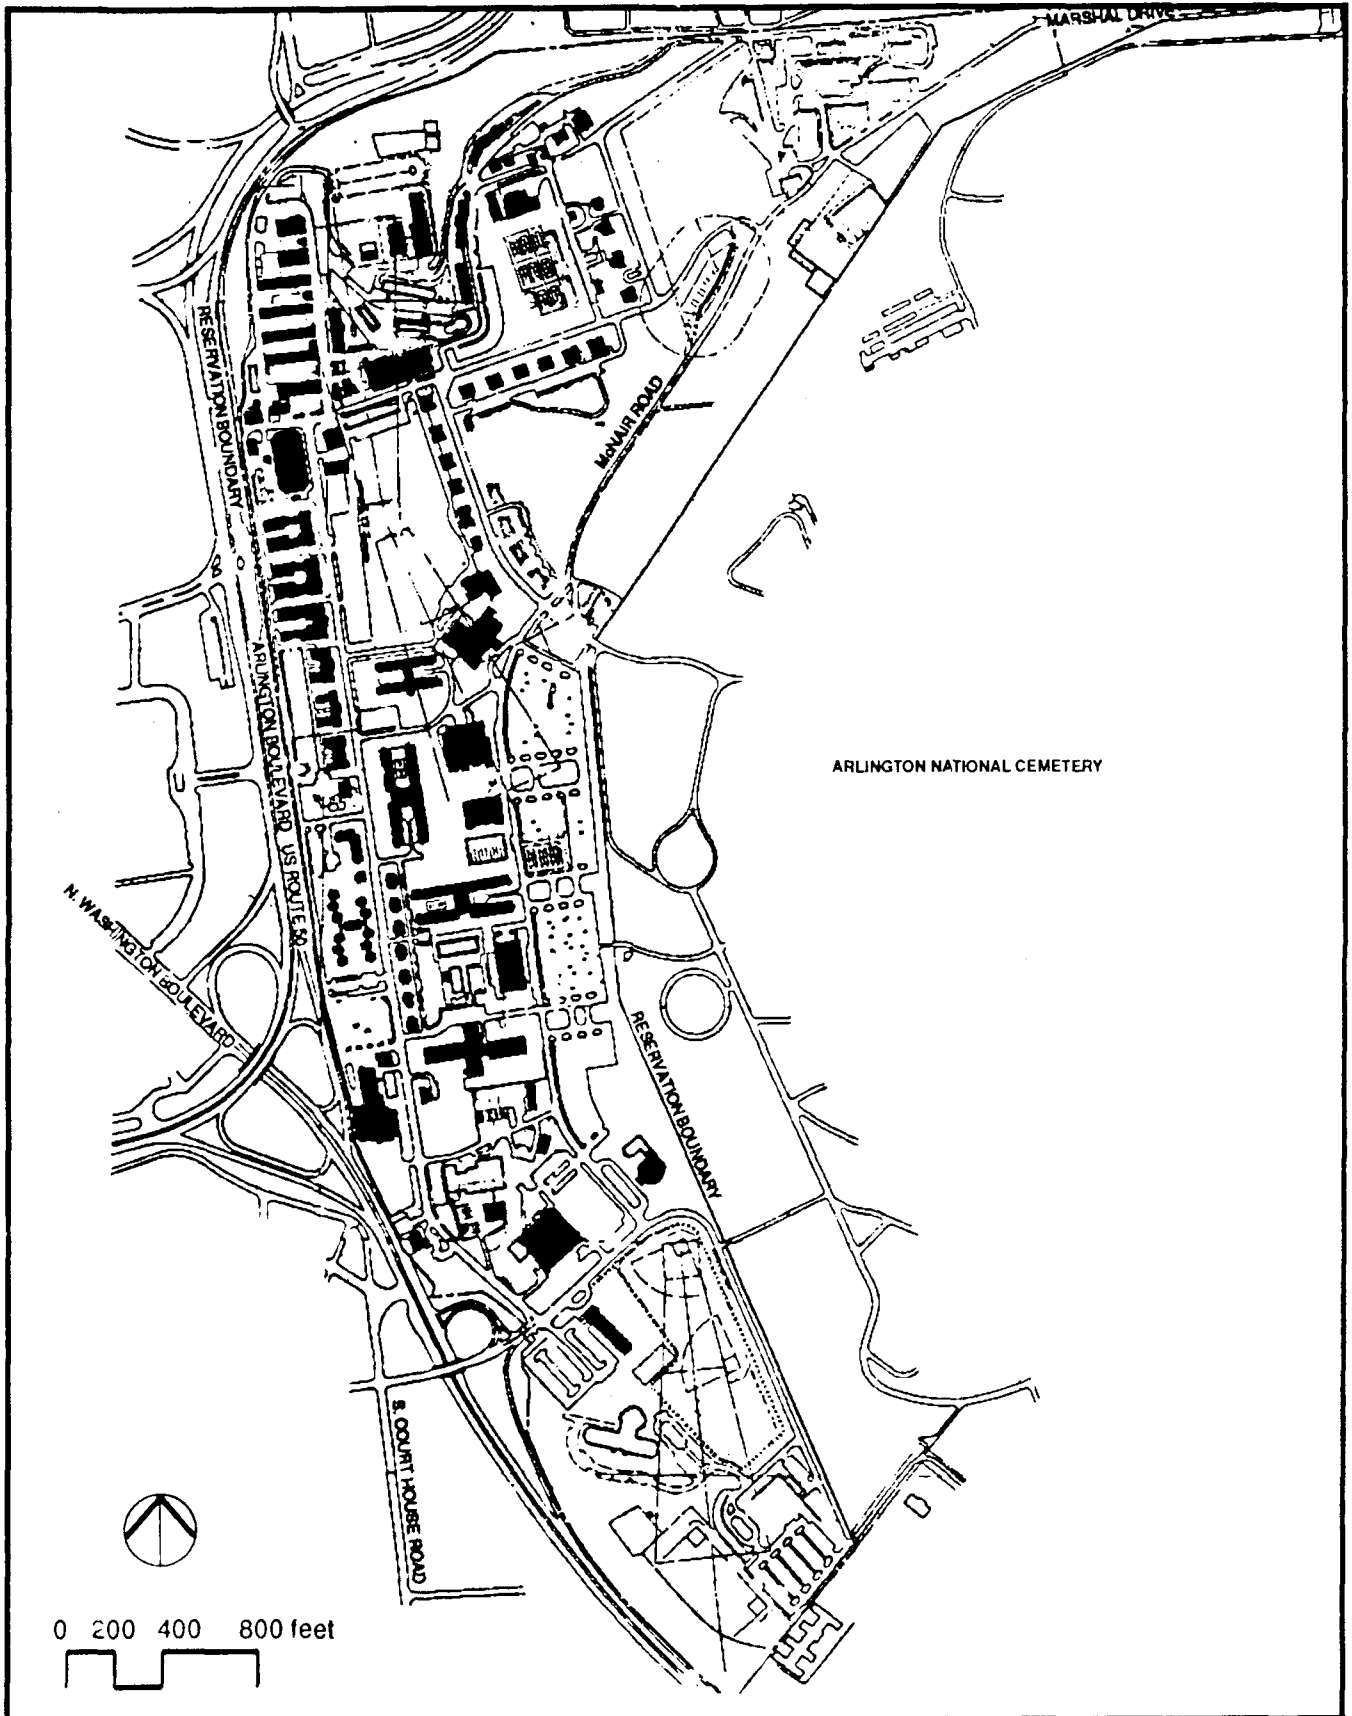 MARSHAL DRIVE
RESERVATION BOUNDARY
McNAIR ROAD
ARLINGTON BOULEVARD US ROUTE 50
ARLINGTON NATIONAL CEMETERY
N. WASHINGTON BOULEVARD
RESERVATION BOUNDARY
S. COURT HOUSE ROAD
0 200 400 800 feet